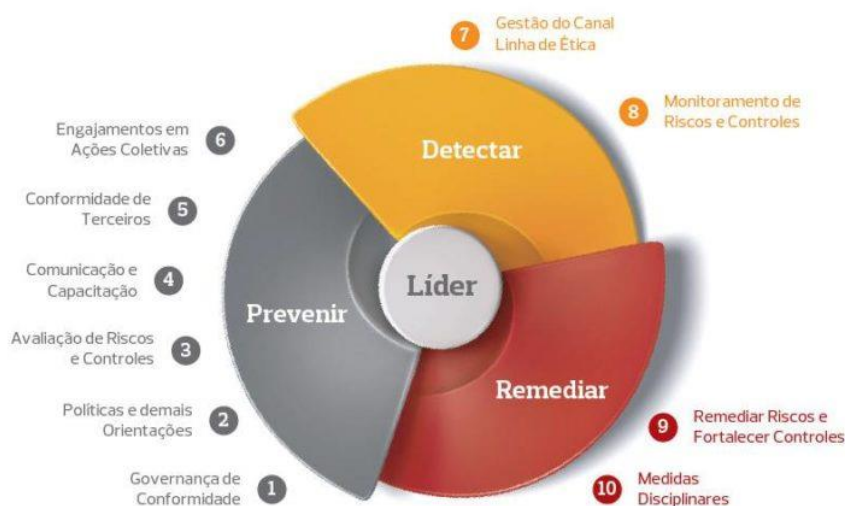 7
Gestão do Canal
Linha de Ética
8
Monitoramento de
Riscos e Controles
Engajamentos em
Ações Coletivas
6
Detectar
Conformidade de
Terceiros
5
Comunicação e
Capacitação
4
Líder
Prevenir
Avaliação de Riscos
e Controles
3
Remediar
Políticas e demais
Orientações
2
9
Remediar Riscos e
Fortalecer Controles
Governança de
Conformidade
1
10
Medidas
Disciplinares